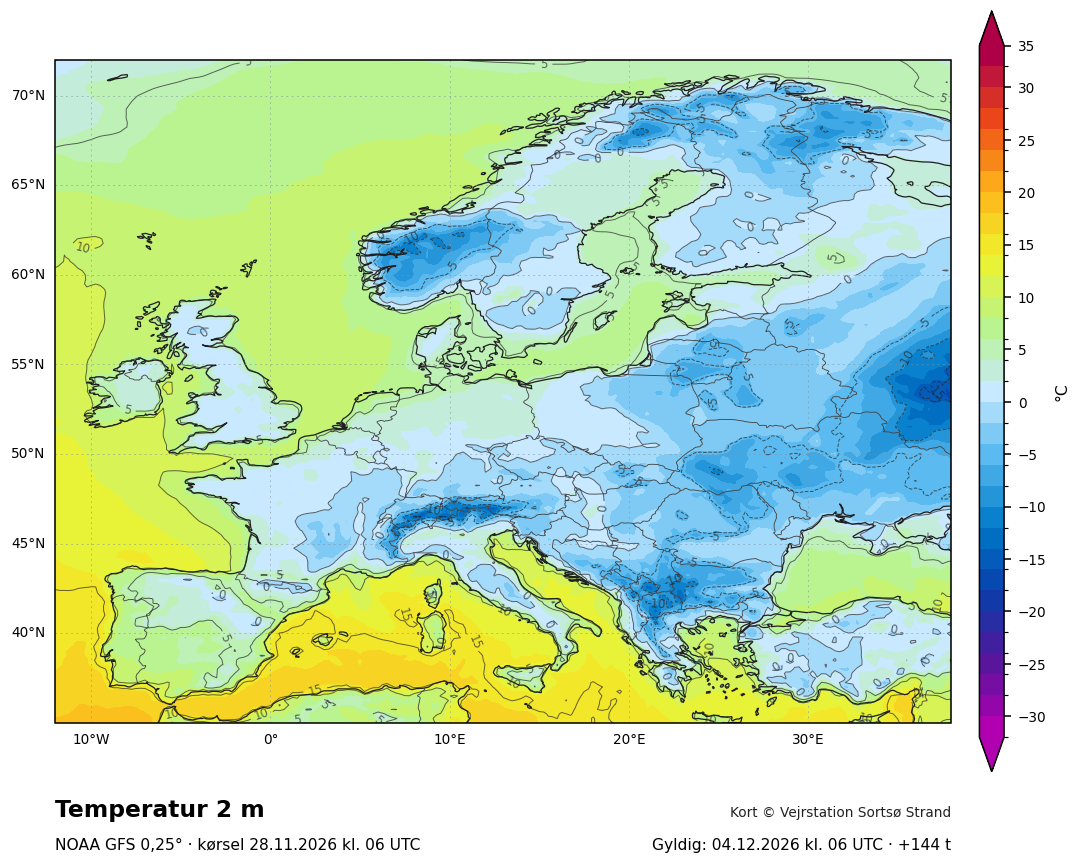 35
30
25
20
15
10
5
0
−5
−10
−15
−20
−25
−30
°C
70°N
65°N
60°N
55°N
50°N
45°N
40°N
10°W
0°
10°E
20°E
30°E
Temperatur 2 m
Kort © Vejrstation Sortsø Strand
NOAA GFS 0,25° · kørsel 28.11.2026 kl. 06 UTC
Gyldig: 04.12.2026 kl. 06 UTC · +144 t